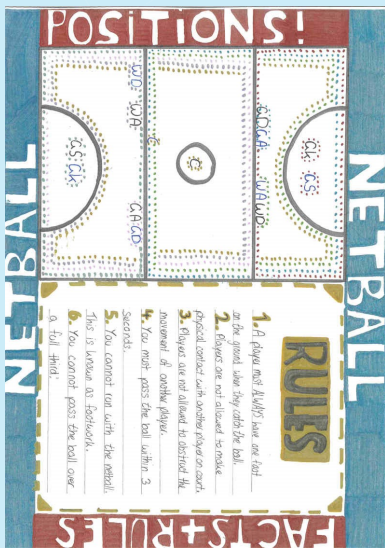 POSITIONS!
NETBALL
NETBALL
FACTS+RULES
WD WA
C
GA GD
GS GK
C
GD GA
WA WD
GK GS
RULES
1. A player must ALWAYS have one foot
on the ground when they catch the ball.
2. Players are not allowed to make
physical contact with another player on court.
3. Players are not allowed to obstruct the
movement of another player.
4. You must pass the ball within 3
seconds.
5. You cannot run with the netball.
This is known as footwork.
6. You cannot pass the ball over
a full third.